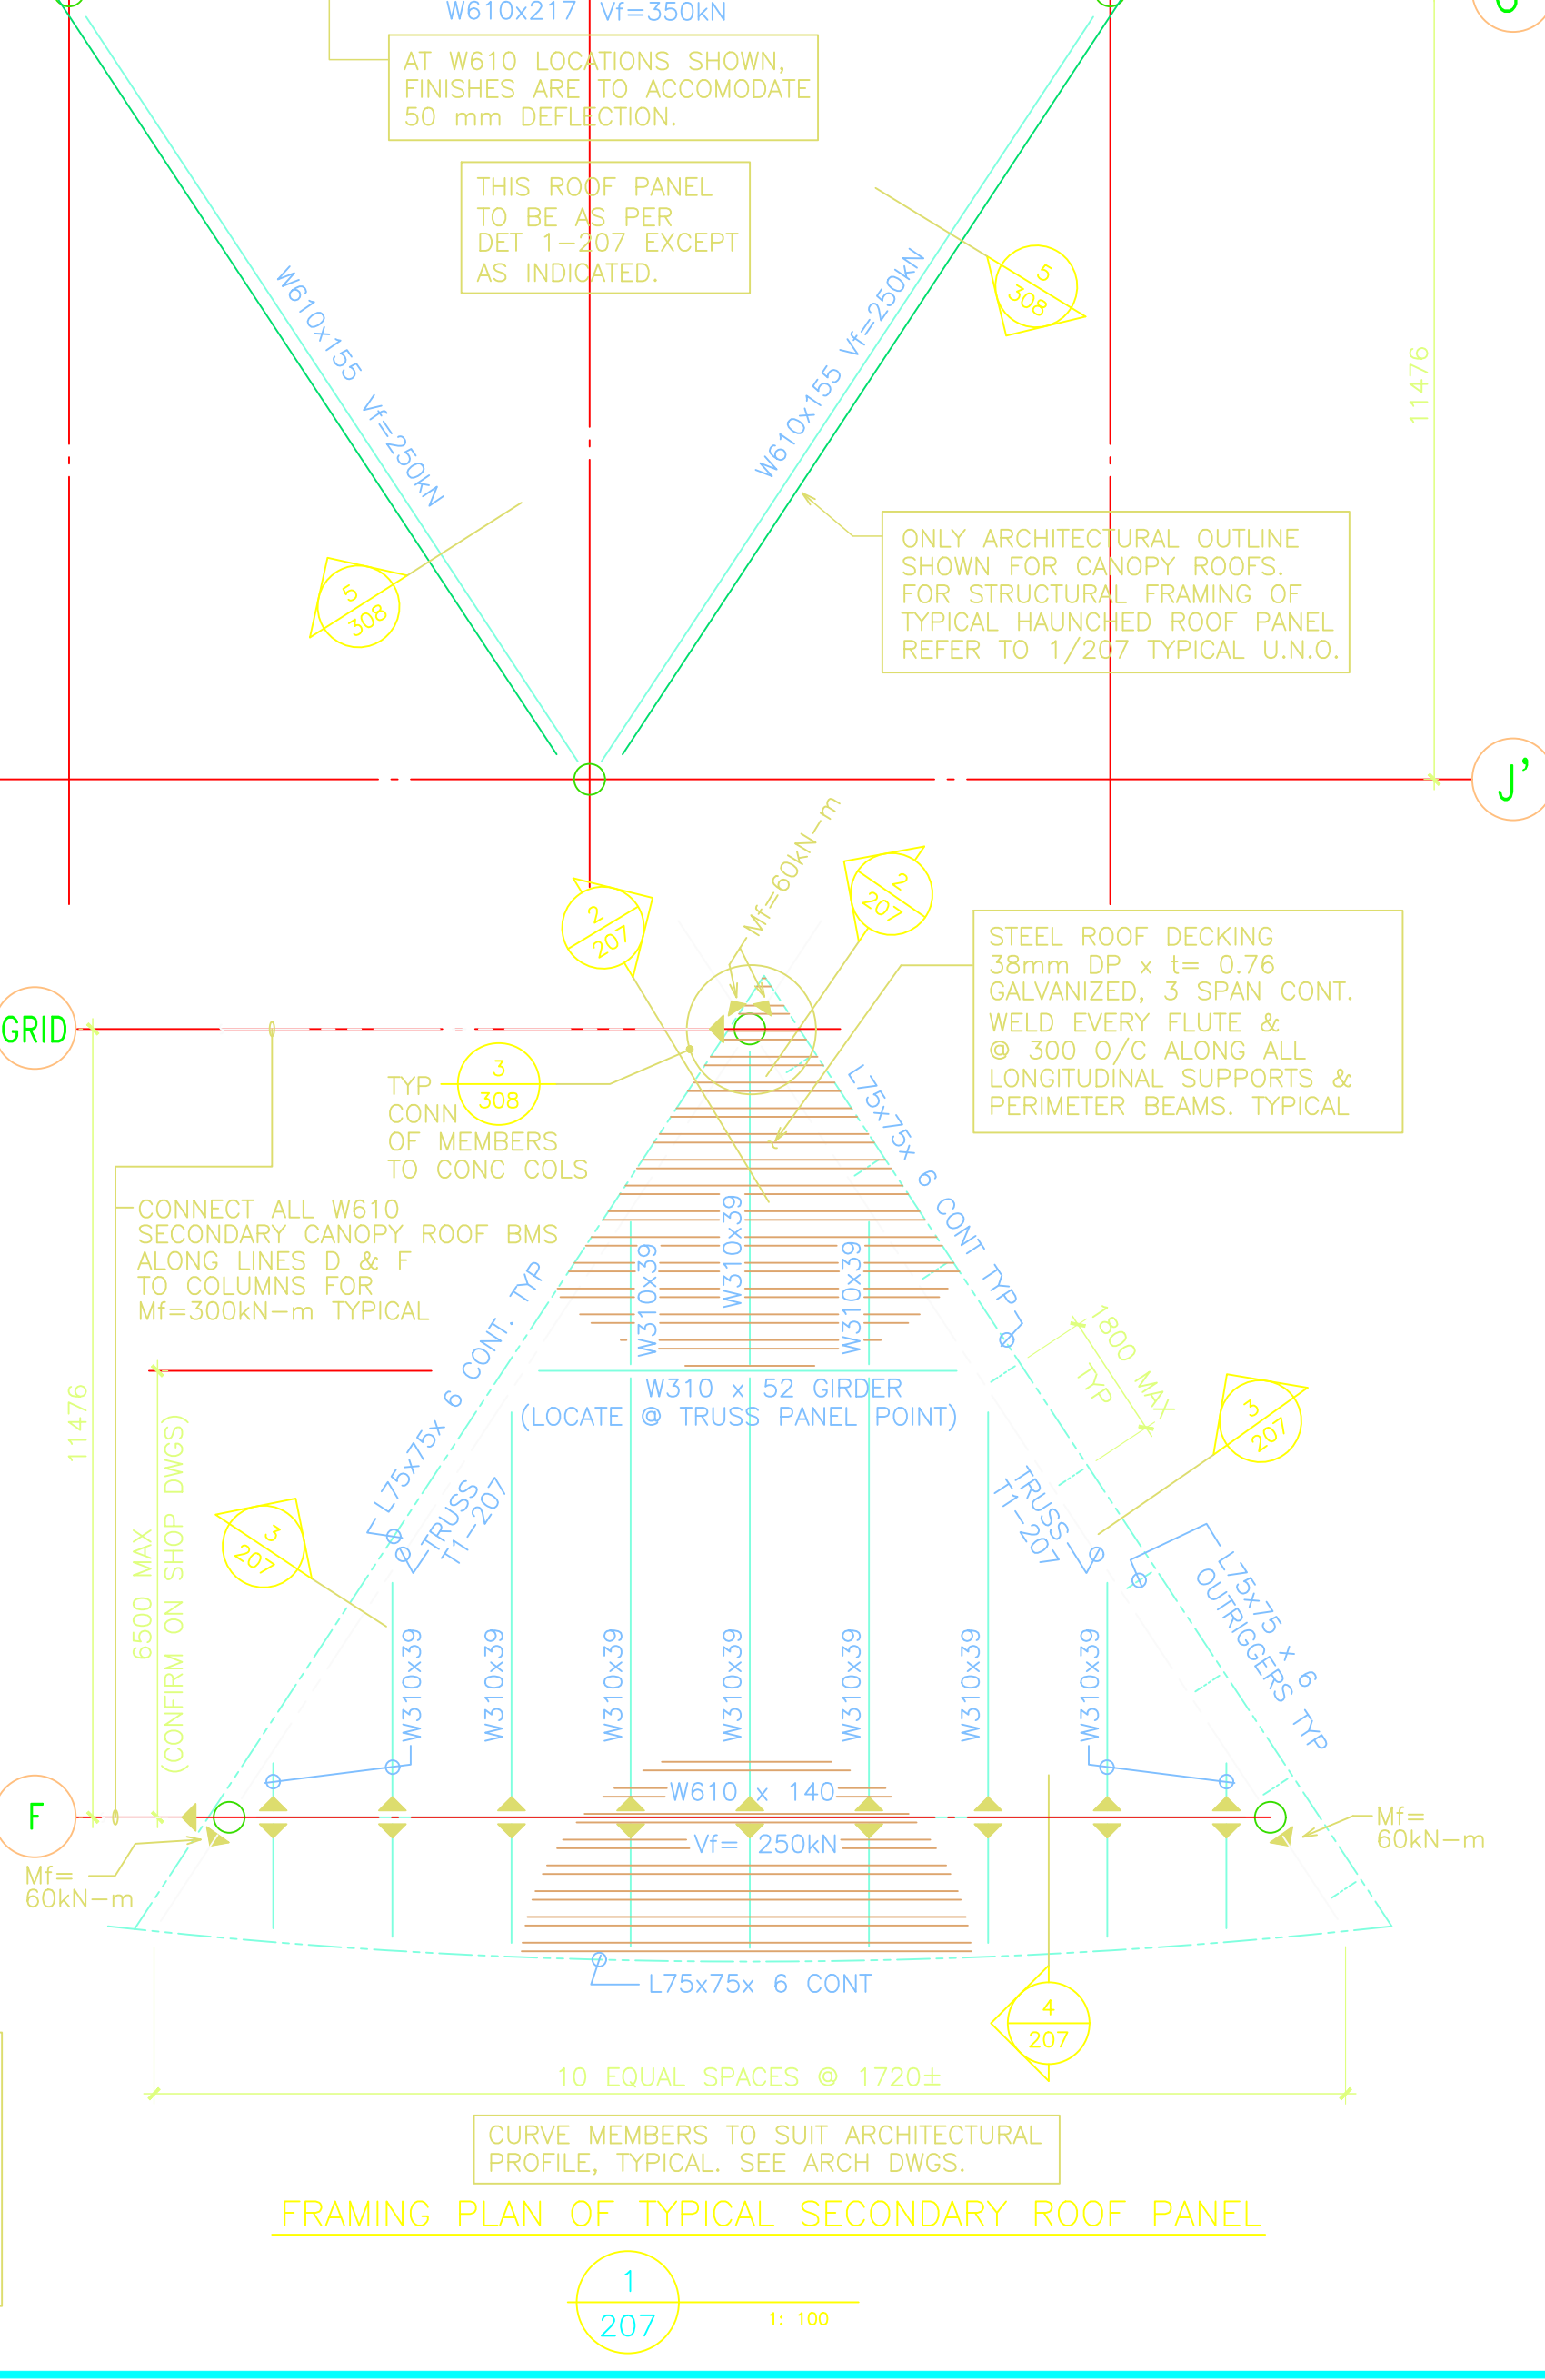 W610x217 Vf=350kN
AT W610 LOCATIONS SHOWN,
FINISHES ARE TO ACCOMODATE
50 mm DEFLECTION.
THIS ROOF PANEL
TO BE AS PER
DET 1-207 EXCEPT
AS INDICATED.
5
308
W610x155 Vf=250kN
W610x155 Vf=250kN
11476
5
308
ONLY ARCHITECTURAL OUTLINE
SHOWN FOR CANOPY ROOFS.
FOR STRUCTURAL FRAMING OF
TYPICAL HAUNCHED ROOF PANEL
REFER TO 1/207 TYPICAL U.N.O.
J'
Mf=60kN-m
2
207
2
207
STEEL ROOF DECKING
38mm DP x t= 0.76
GALVANIZED, 3 SPAN CONT.
WELD EVERY FLUTE &
@ 300 O/C ALONG ALL
LONGITUDINAL SUPPORTS &
PERIMETER BEAMS. TYPICAL
GRID
3
308
TYP
CONN
OF MEMBERS
TO CONC COLS
CONNECT ALL W610
SECONDARY CANOPY ROOF BMS
ALONG LINES D & F
TO COLUMNS FOR
Mf=300kN-m TYPICAL
L75x75x 6 CONT TYP
L75x75x 6 CONT. TYP
W310x39
W310x39
W310x39
1800 MAX
TYP
W310 x 52 GIRDER
(LOCATE @ TRUSS PANEL POINT)
11476
6500 MAX
(CONFIRM ON SHOP DWGS)
TRUSS
T1-207
TRUSS
T1-207
3
207
3
207
L75x75 x 6
OUTRIGGERS TYP
W310x39
W310x39
W310x39
W310x39
W310x39
W310x39
W310x39
W610 x 140
Vf= 250kN
F
Mf=
60kN-m
Mf=
60kN-m
L75x75x 6 CONT
4
207
10 EQUAL SPACES @ 1720±
CURVE MEMBERS TO SUIT ARCHITECTURAL
PROFILE, TYPICAL. SEE ARCH DWGS.
FRAMING PLAN OF TYPICAL SECONDARY ROOF PANEL
1
207
1: 100